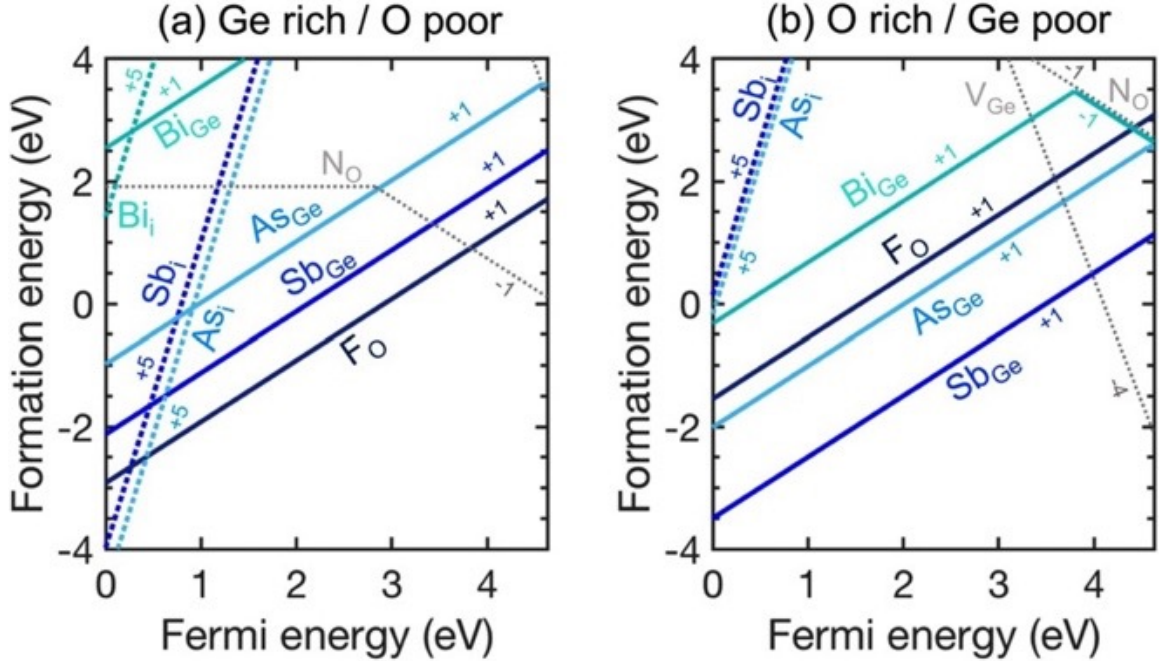 (a) Ge rich / O poor
Formation energy (eV)
4
2
0
-2
-4
0
1
2
3
4
Fermi energy (eV)
+5
+1
Bi_Ge
Bi_i
N_O
+1
As_Ge
+1
Sb_Ge
+1
Sb_i
As_i
F_O
-1
+5
+5
(b) O rich / Ge poor
Formation energy (eV)
4
2
0
-2
-4
0
1
2
3
4
Fermi energy (eV)
Sb_i
As_i
+5
+5
V_Ge
-1
N_O
-1
Bi_Ge
+1
F_O
+1
+1
As_Ge
+1
Sb_Ge
-4